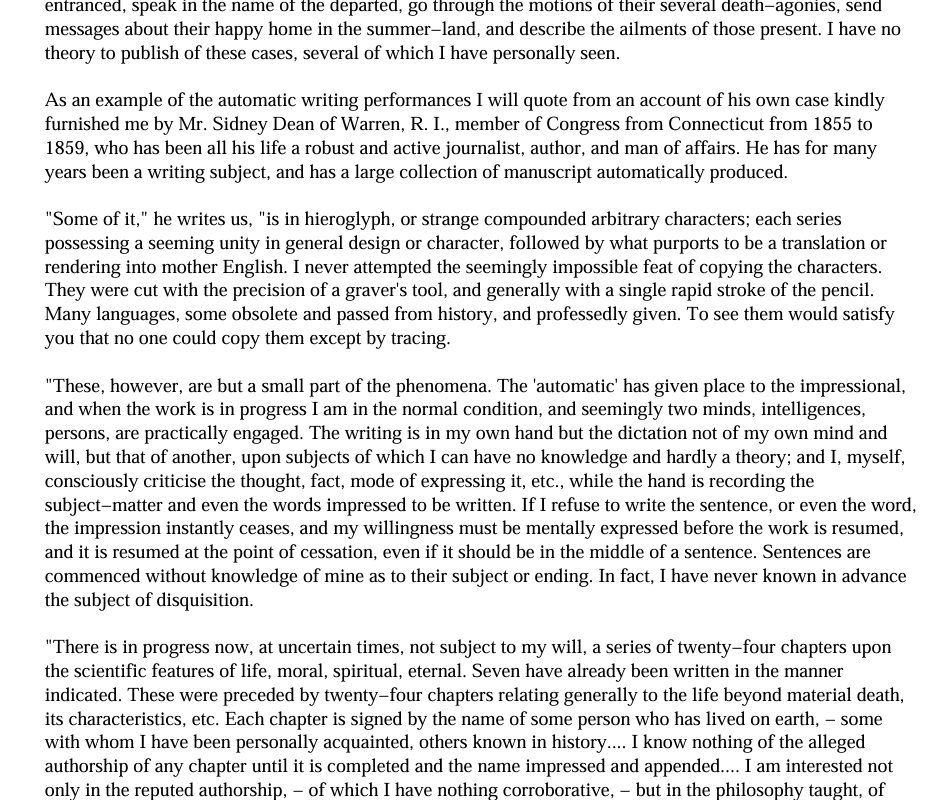 entranced, speak in the name of the departed, go through the motions of their several death−agonies, send
messages about their happy home in the summer−land, and describe the ailments of those present. I have no
theory to publish of these cases, several of which I have personally seen.
As an example of the automatic writing performances I will quote from an account of his own case kindly
furnished me by Mr. Sidney Dean of Warren, R. I., member of Congress from Connecticut from 1855 to
1859, who has been all his life a robust and active journalist, author, and man of affairs. He has for many
years been a writing subject, and has a large collection of manuscript automatically produced.
"Some of it," he writes us, "is in hieroglyph, or strange compounded arbitrary characters; each series
possessing a seeming unity in general design or character, followed by what purports to be a translation or
rendering into mother English. I never attempted the seemingly impossible feat of copying the characters.
They were cut with the precision of a graver's tool, and generally with a single rapid stroke of the pencil.
Many languages, some obsolete and passed from history, and professedly given. To see them would satisfy
you that no one could copy them except by tracing.
"These, however, are but a small part of the phenomena. The 'automatic' has given place to the impressional,
and when the work is in progress I am in the normal condition, and seemingly two minds, intelligences,
persons, are practically engaged. The writing is in my own hand but the dictation not of my own mind and
will, but that of another, upon subjects of which I can have no knowledge and hardly a theory; and I, myself,
consciously criticise the thought, fact, mode of expressing it, etc., while the hand is recording the
subject−matter and even the words impressed to be written. If I refuse to write the sentence, or even the word,
the impression instantly ceases, and my willingness must be mentally expressed before the work is resumed,
and it is resumed at the point of cessation, even if it should be in the middle of a sentence. Sentences are
commenced without knowledge of mine as to their subject or ending. In fact, I have never known in advance
the subject of disquisition.
"There is in progress now, at uncertain times, not subject to my will, a series of twenty−four chapters upon
the scientific features of life, moral, spiritual, eternal. Seven have already been written in the manner
indicated. These were preceded by twenty−four chapters relating generally to the life beyond material death,
its characteristics, etc. Each chapter is signed by the name of some person who has lived on earth, − some
with whom I have been personally acquainted, others known in history.... I know nothing of the alleged
authorship of any chapter until it is completed and the name impressed and appended.... I am interested not
only in the reputed authorship, − of which I have nothing corroborative, − but in the philosophy taught, of